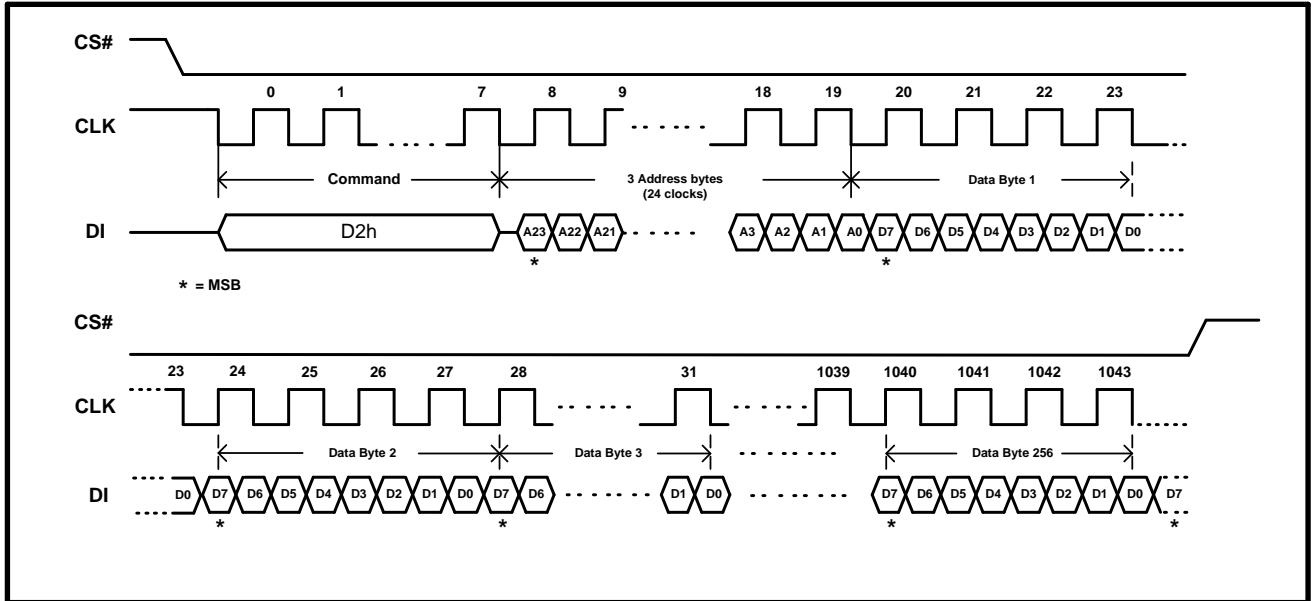 CS#
0 1 7 8 9 18 19 20 21 22 23
CLK
Command
3 Address bytes
(24 clocks)
Data Byte 1
DI D2h A23 A22 A21 A3 A2 A1 A0 D7 D6 D5 D4 D3 D2 D1 D0
* *
* = MSB
CS#
23 24 25 26 27 28 31 1039 1040 1041 1042 1043
CLK
Data Byte 2 Data Byte 3 Data Byte 256
DI D0 D7 D6 D5 D4 D3 D2 D1 D0 D7 D6 D1 D0 D7 D6 D5 D4 D3 D2 D1 D0 D7
* * * *